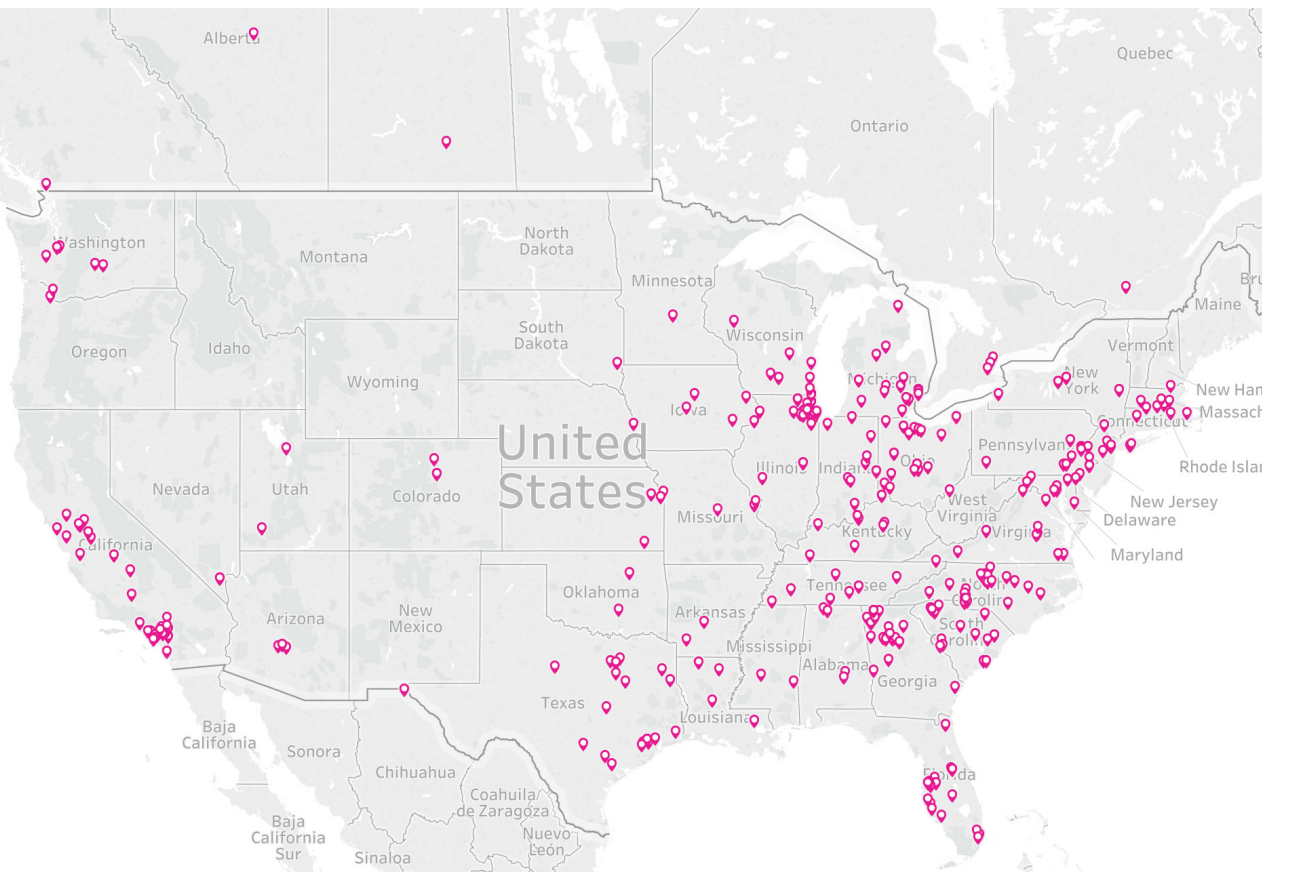 Alberta
Quebec
Ontario
Washington
North
Dakota
Montana
Minnesota
Bru
Maine
Wisconsin
South
Dakota
Oregon
Idaho
Vermont
Wyoming
Michigan
New
York
New Ham
Iowa
Massach
Connecticut
United
States
Pennsylvan
Illinois
Indiana
Ohio
Rhode Islan
Nevada
Utah
Colorado
West
Virginia
New Jersey
Delaware
Missouri
Kentucky
Virginia
California
Maryland
Tennessee
North
Carolina
Oklahoma
Arizona
New
Mexico
Arkansas
South
Carolina
Mississippi
Alabama
Georgia
Texas
Louisiana
Baja
California
Sonora
Chihuahua
Florida
Coahuila
de Zaragoza
Baja
California
Sur
Nuevo
León
Sinaloa